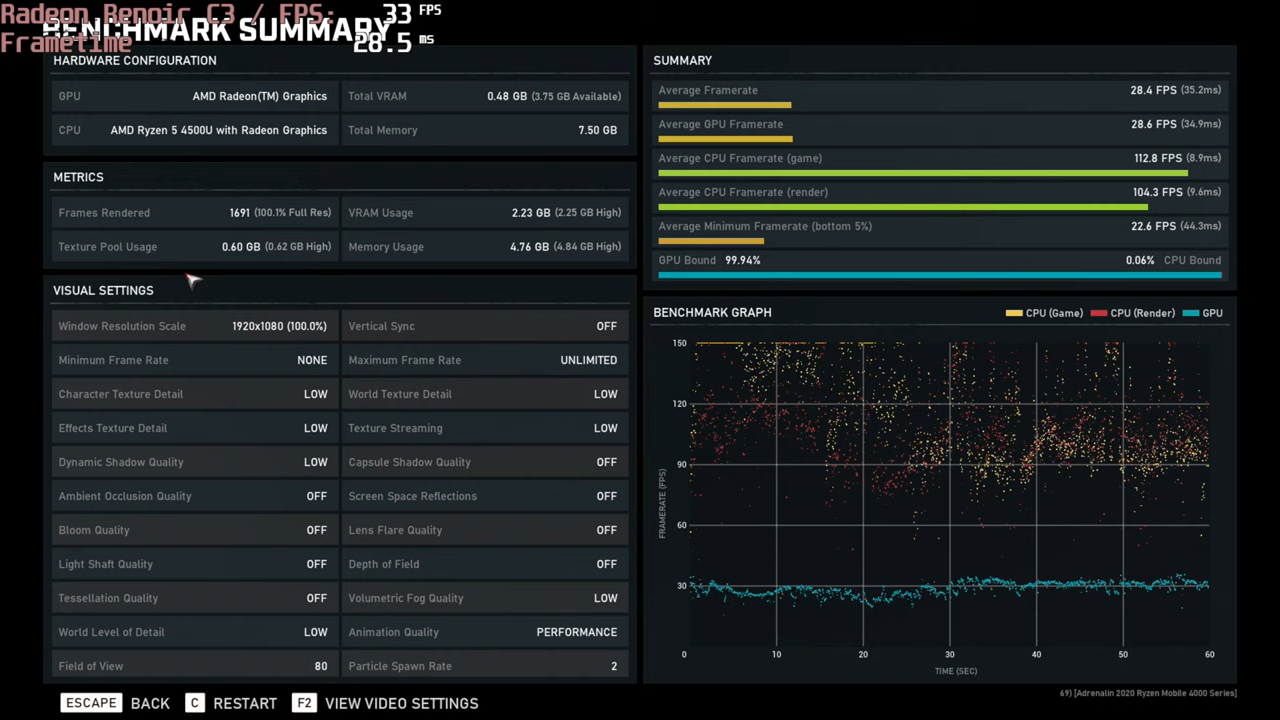 Radeon Renoir C3 / FPS: 33 FPS
BENCHMARK SUMMARY
Frametime 28.5 ms
HARDWARE CONFIGURATION
GPU AMD Radeon(TM) Graphics Total VRAM 0.48 GB (3.75 GB Available)
CPU AMD Ryzen 5 4500U with Radeon Graphics Total Memory 7.50 GB
METRICS
Frames Rendered 1691 (100.1% Full Res) VRAM Usage 2.23 GB (2.25 GB High)
Texture Pool Usage 0.60 GB (0.62 GB High) Memory Usage 4.76 GB (4.84 GB High)
VISUAL SETTINGS
Window Resolution Scale 1920x1080 (100.0%) Vertical Sync OFF
Minimum Frame Rate NONE Maximum Frame Rate UNLIMITED
Character Texture Detail LOW World Texture Detail LOW
Effects Texture Detail LOW Texture Streaming LOW
Dynamic Shadow Quality LOW Capsule Shadow Quality OFF
Ambient Occlusion Quality OFF Screen Space Reflections OFF
Bloom Quality OFF Lens Flare Quality OFF
Light Shaft Quality OFF Depth of Field OFF
Tessellation Quality OFF Volumetric Fog Quality LOW
World Level of Detail LOW Animation Quality PERFORMANCE
Field of View 80 Particle Spawn Rate 2
SUMMARY
Average Framerate 28.4 FPS (35.2ms)
Average GPU Framerate 28.6 FPS (34.9ms)
Average CPU Framerate (game) 112.8 FPS (8.9ms)
Average CPU Framerate (render) 104.3 FPS (9.6ms)
Average Minimum Framerate (bottom 5%) 22.6 FPS (44.3ms)
GPU Bound 99.94% 0.06% CPU Bound
BENCHMARK GRAPH CPU (Game) CPU (Render) GPU
150
120
90
60
30
FRAMERATE (FPS)
0 10 20 30 40 50 60
TIME (SEC)
ESCAPE BACK C RESTART F2 VIEW VIDEO SETTINGS
69) [Adrenalin 2020 Ryzen Mobile 4000 Series]